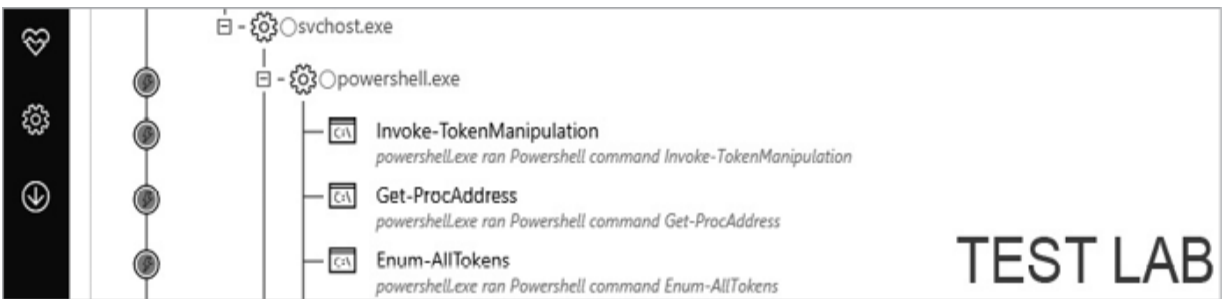 svchost.exe
powershell.exe
Invoke-TokenManipulation
powershell.exe ran Powershell command Invoke-TokenManipulation
Get-ProcAddress
powershell.exe ran Powershell command Get-ProcAddress
Enum-AllTokens
powershell.exe ran Powershell command Enum-AllTokens
TEST LAB